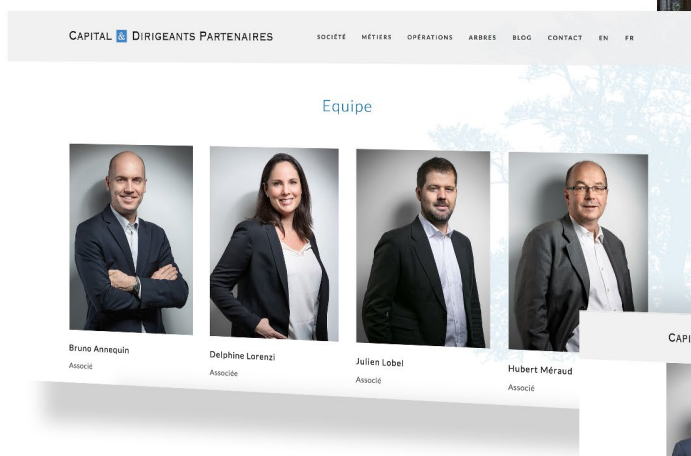 CAPITAL & DIRIGEANTS PARTENAIRES
SOCIÉTÉ MÉTIERS OPÉRATIONS ARBRES BLOG CONTACT EN FR
Equipe
Bruno Annequin
Associé
Delphine Lorenzi
Associée
Julien Lobel
Associé
Hubert Méraud
Associé
CAPI